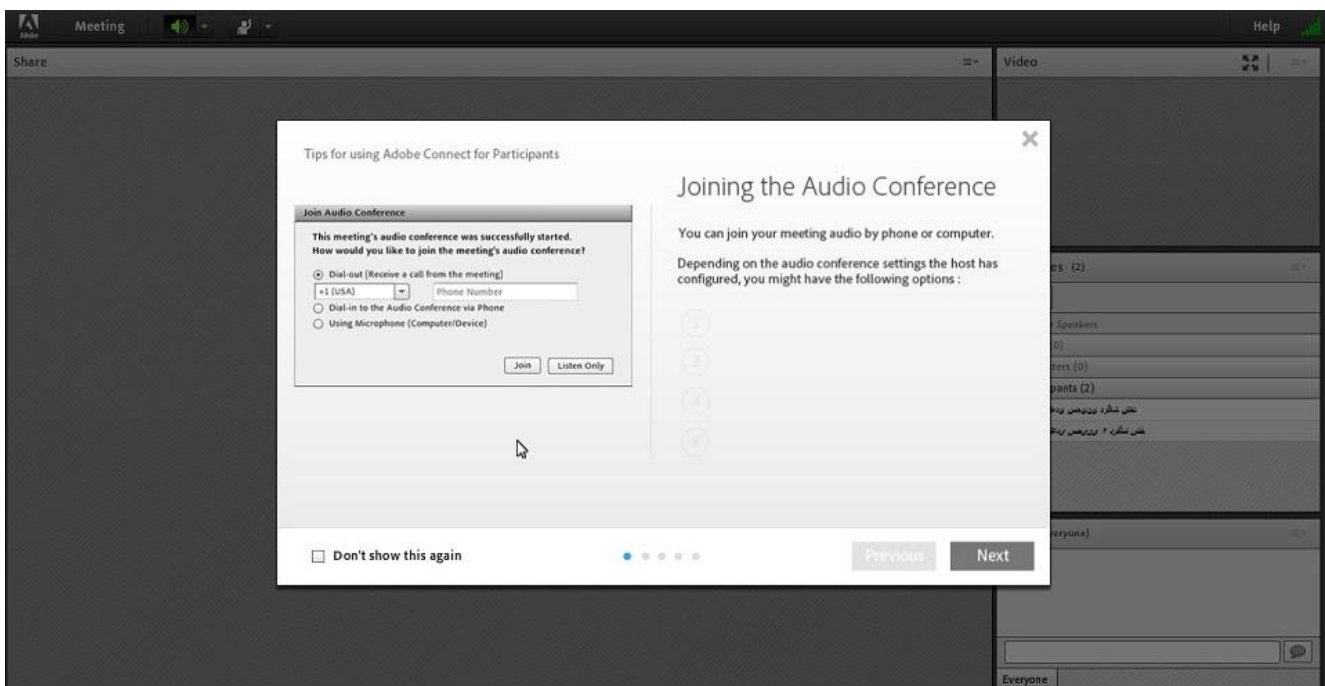 Adobe
Meeting
Help
Share
Video
Tips for using Adobe Connect for Participants
Joining the Audio Conference
Join Audio Conference
This meeting's audio conference was successfully started.
How would you like to join the meeting's audio conference?
Dial-out [Receive a call from the meeting]
+1 (USA)
Phone Number
Dial-in to the Audio Conference via Phone
Using Microphone (Computer/Device)
Join
Listen Only
You can join your meeting audio by phone or computer.
Depending on the audio conference settings the host has
configured, you might have the following options :
1
2
3
4
(2)
Speakers
(0)
(0)
(2)
Don't show this again
Previous
Next
Everyone